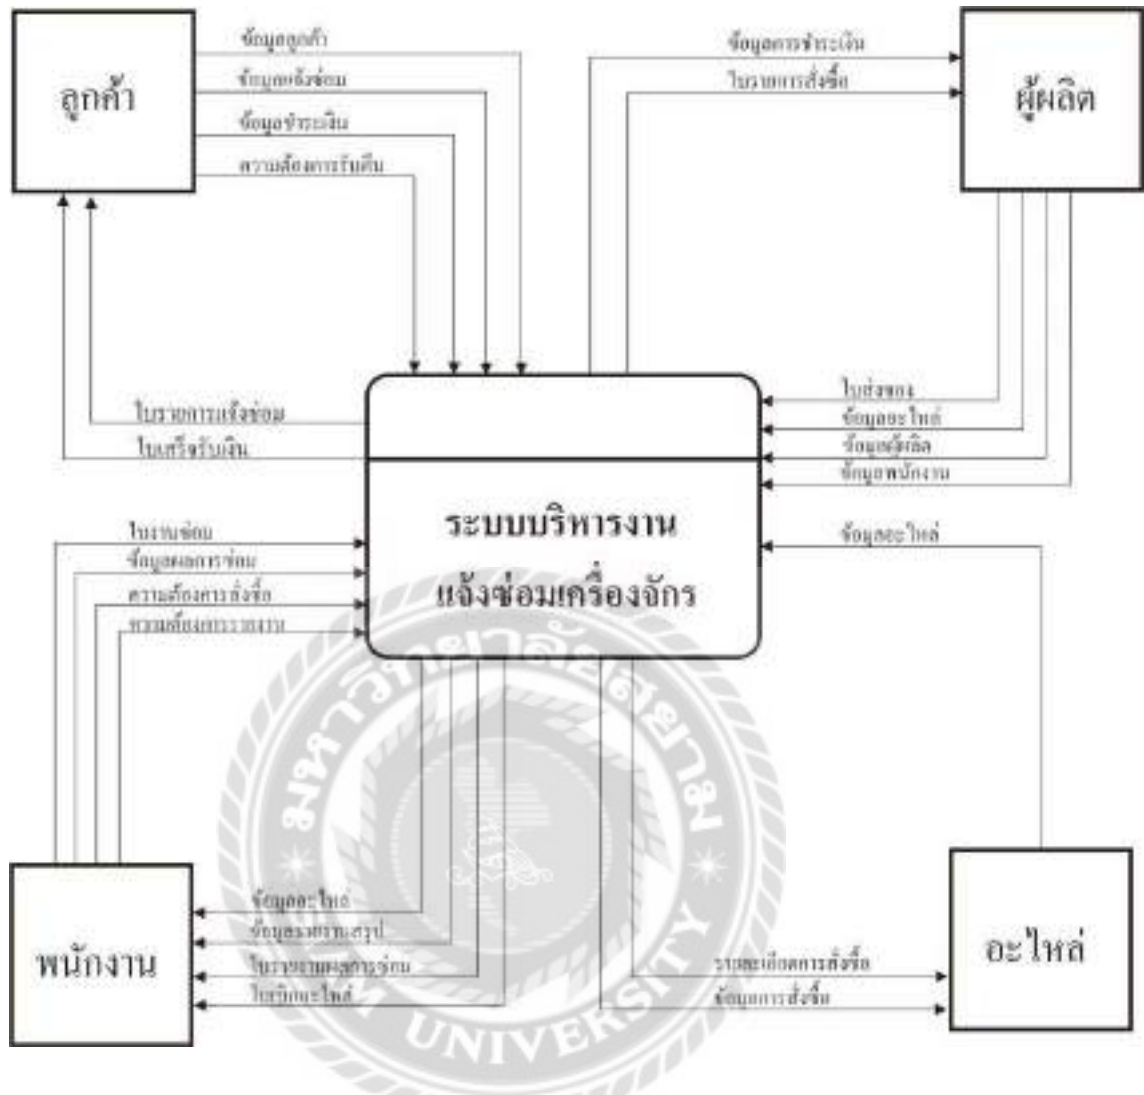 ลูกค้า
ข้อมูลลูกค้า
ข้อมูลแจ้งซ่อม
ข้อมูลชำระเงิน
ความต้องการรับคืน
ข้อมูลการชำระเงิน
ใบรายการสั่งซื้อ
ผู้ผลิต
ใบรายการแจ้งซ่อม
ใบเสร็จรับเงิน
ใบส่งของ
ข้อมูลอะไหล่
ข้อมูลผู้ผลิต
ข้อมูลพนักงาน
ระบบบริหารงาน
แจ้งซ่อมเครื่องจักร
ใบงานซ่อม
ข้อมูลผลการซ่อม
ความต้องการสั่งซื้อ
ความต้องการรายงาน
ข้อมูลอะไหล่
มหาวิทยาลัยสยาม
SIAM UNIVERSITY
พนักงาน
ข้อมูลอะไหล่
ข้อมูลรายงานสรุป
ใบรายงานผลการซ่อม
ใบเบิกอะไหล่
รายละเอียดการสั่งซื้อ
ข้อมูลการสั่งซื้อ
อะไหล่